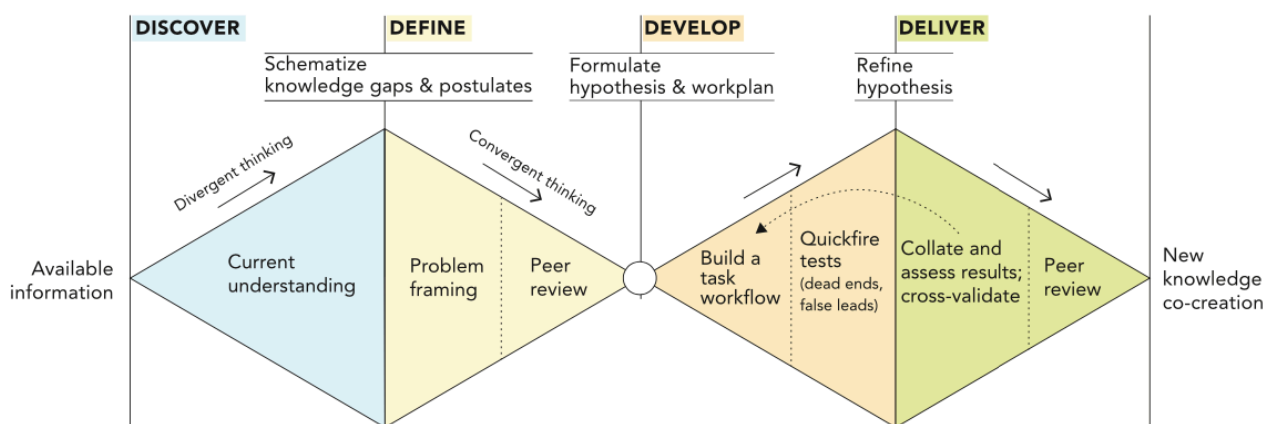 DISCOVER
DEFINE
DEVELOP
DELIVER
Schematize
knowledge gaps & postulates
Formulate
hypothesis & workplan
Refine
hypothesis
Divergent thinking
Convergent thinking
Available
information
Current
understanding
Problem
framing
Peer
review
Build a
task
workflow
Quickfire
tests
(dead ends,
false leads)
Collate and
assess results;
cross-validate
Peer
review
New
knowledge
co-creation